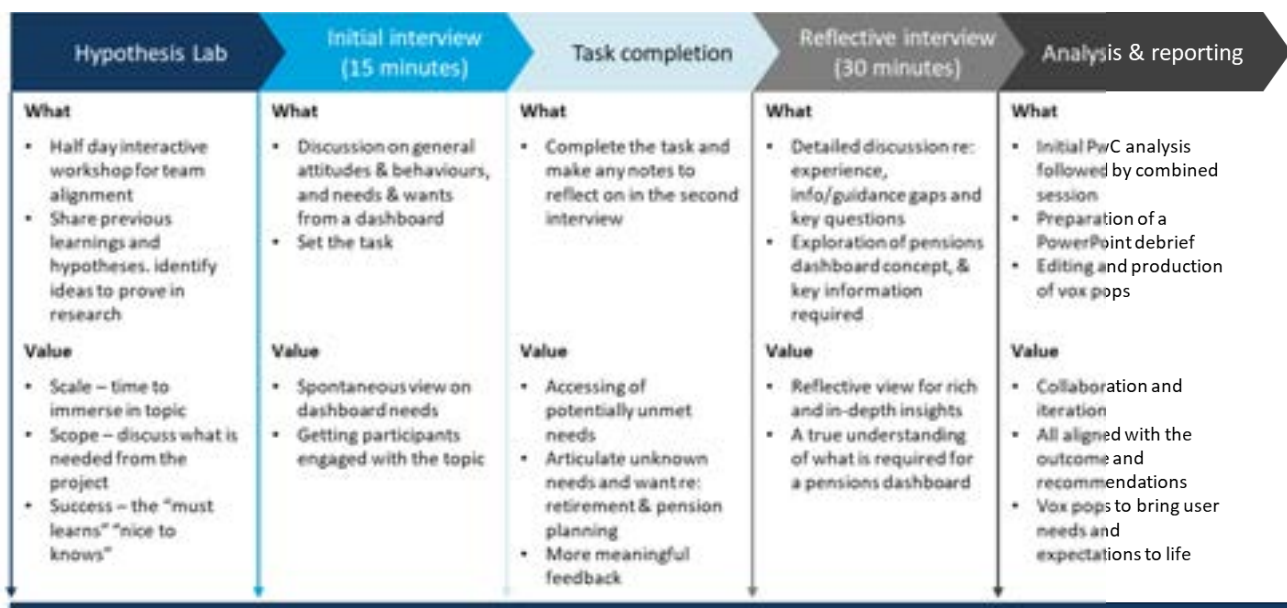 Hypothesis Lab
Initial interview
(15 minutes)
Task completion
Reflective interview
(30 minutes)
Analysis & reporting
What
• Half day interactive
workshop for team
alignment
• Share previous
learnings and
hypotheses. identify
ideas to prove in
research
Value
• Scale – time to
immerse in topic
• Scope – discuss what is
needed from the
project
• Success – the “must
learns” “nice to
knows”
What
• Discussion on general
attitudes & behaviours,
and needs & wants
from a dashboard
• Set the task
Value
• Spontaneous view on
dashboard needs
• Getting participants
engaged with the topic
What
• Complete the task and
make any notes to
reflect on in the second
interview
Value
• Accessing of
potentially unmet
needs
• Articulate unknown
needs and want re:
retirement & pension
planning
• More meaningful
feedback
What
• Detailed discussion re:
experience,
info/guidance gaps and
key questions
• Exploration of pensions
dashboard concept, &
key information
required
Value
• Reflective view for rich
and in-depth insights
• A true understanding
of what is required for
a pensions dashboard
What
• Initial PwC analysis
followed by combined
session
• Preparation of a
PowerPoint debrief
• Editing and production
of vox pops
Value
• Collaboration and
iteration
• All aligned with the
outcome and
recommendations
• Vox pops to bring user
needs and
expectations to life